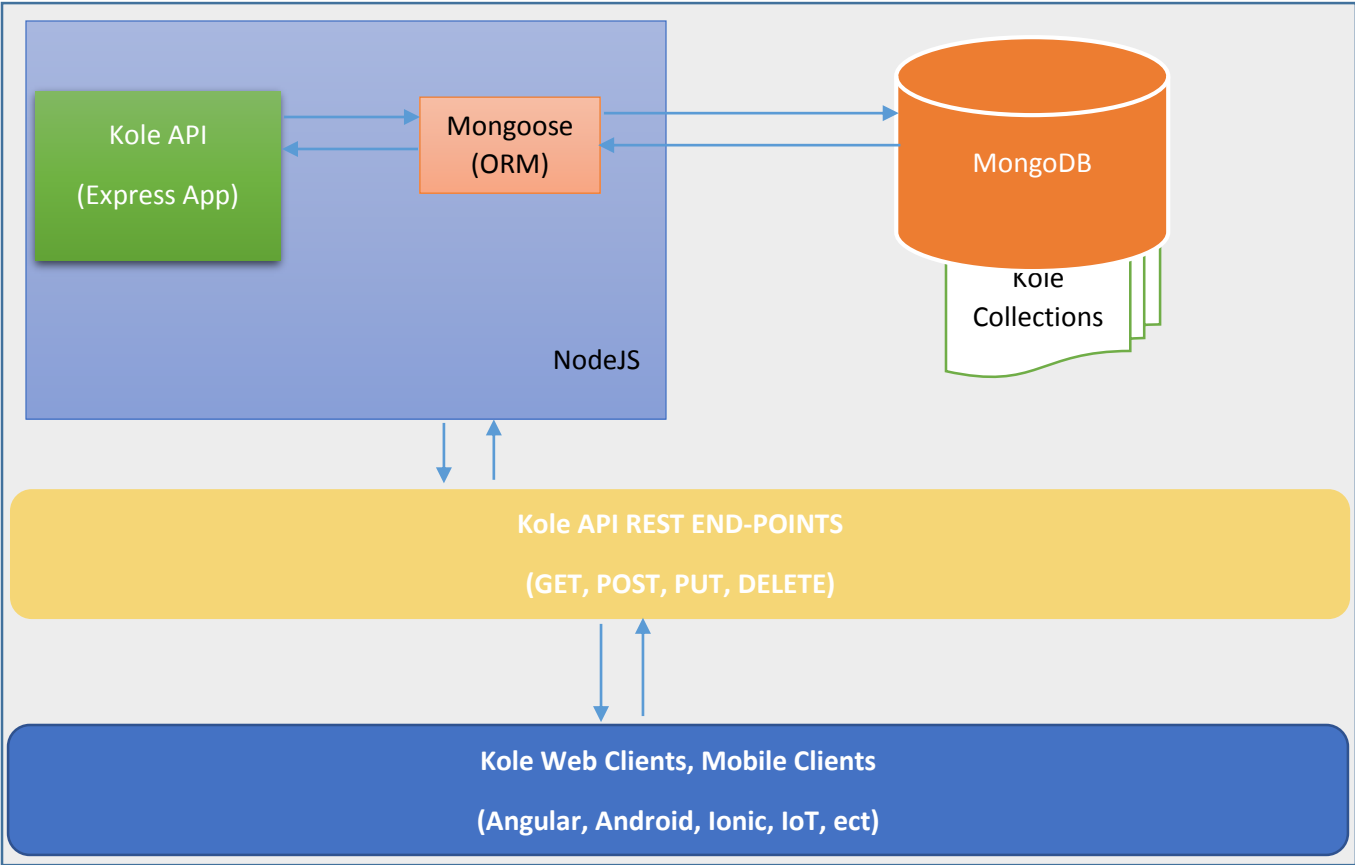 Kole API
(Express App)
Mongoose
(ORM)
MongoDB
Kole
Collections
NodeJS
Kole API REST END-POINTS
(GET, POST, PUT, DELETE)
Kole Web Clients, Mobile Clients
(Angular, Android, Ionic, IoT, ect)